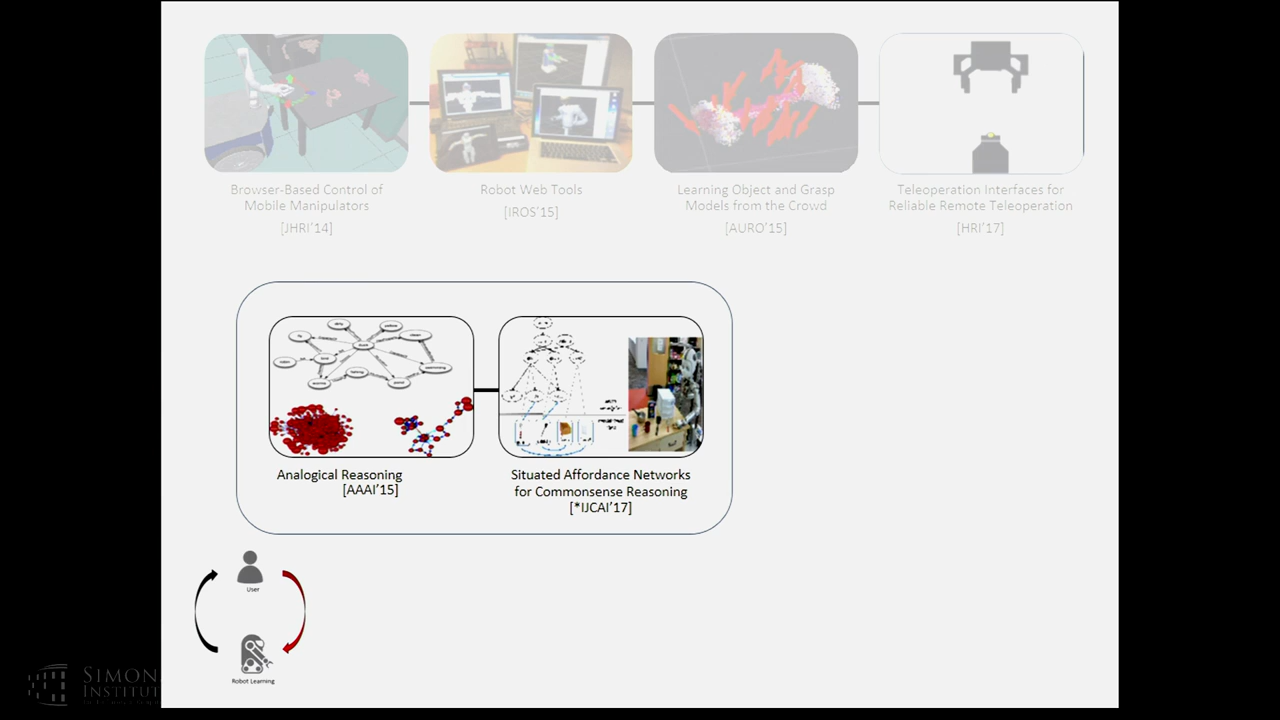 Browser-Based Control of
Mobile Manipulators
[JHRI'14]
Robot Web Tools
[IROS'15]
Learning Object and Grasp
Models from the Crowd
[AURO'15]
Teleoperation Interfaces for
Reliable Remote Teleoperation
[HRI'17]
Analogical Reasoning
[AAAI'15]
Situated Affordance Networks
for Commonsense Reasoning
[*IJCAI'17]
User
Robot Learning
SIMONS
INSTITUT